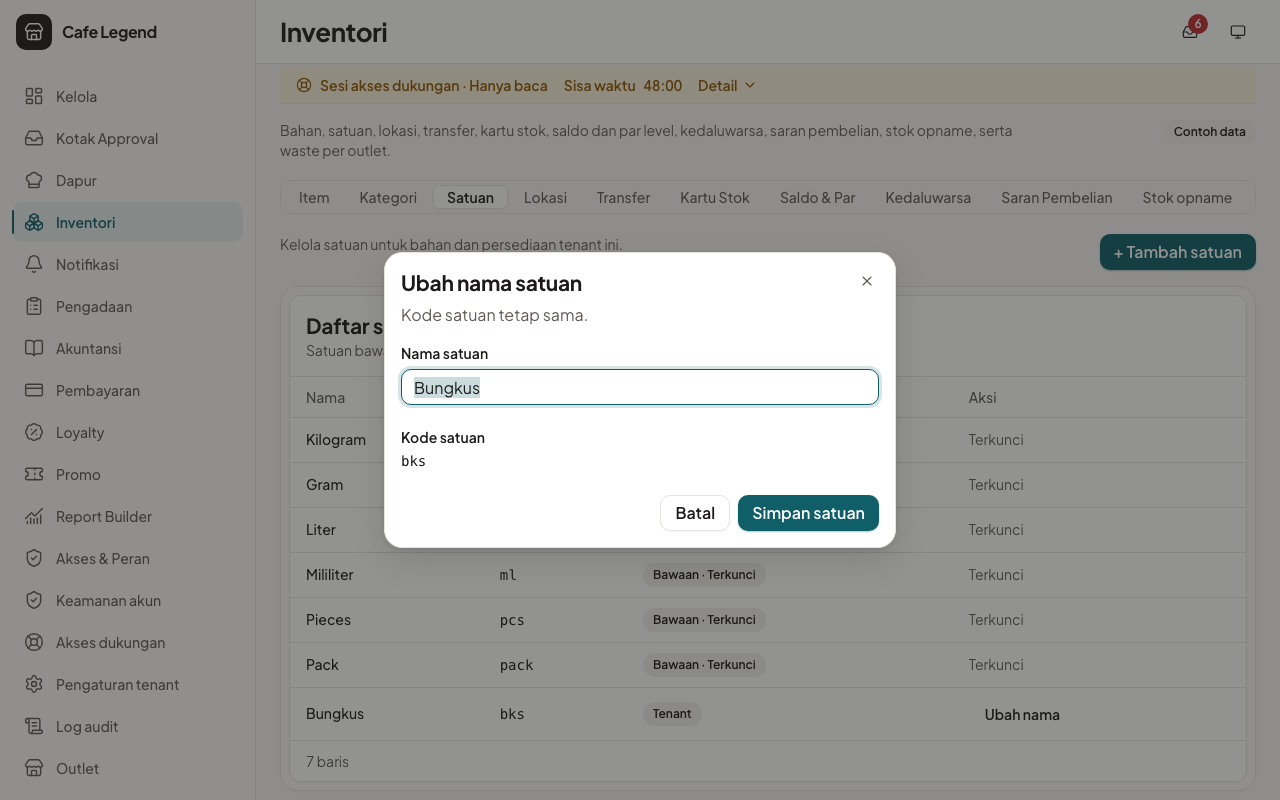 Cafe Legend
Inventori
6
Kelola
Kotak Approval
Dapur
Inventori
Notifikasi
Pengadaan
Akuntansi
Pembayaran
Loyalty
Promo
Report Builder
Akses & Peran
Keamanan akun
Akses dukungan
Pengaturan tenant
Log audit
Outlet
Sesi akses dukungan · Hanya baca Sisa waktu 48:00 Detail
Bahan, satuan, lokasi, transfer, kartu stok, saldo dan par level, kedaluwarsa, saran pembelian, stok opname, serta
waste per outlet.
Contoh data
Item Kategori Satuan Lokasi Transfer Kartu Stok Saldo & Par Kedaluwarsa Saran Pembelian Stok opname
Kelola satuan untuk bahan dan persediaan tenant ini.
+ Tambah satuan
Daftar s
Satuan baw
Nama Aksi
Kilogram Terkunci
Gram Terkunci
Liter Terkunci
Mililiter ml Bawaan · Terkunci Terkunci
Pieces pcs Bawaan · Terkunci Terkunci
Pack pack Bawaan · Terkunci Terkunci
Bungkus bks Tenant Ubah nama
7 baris
Ubah nama satuan
Kode satuan tetap sama.
Nama satuan
Bungkus
Kode satuan
bks
Batal Simpan satuan